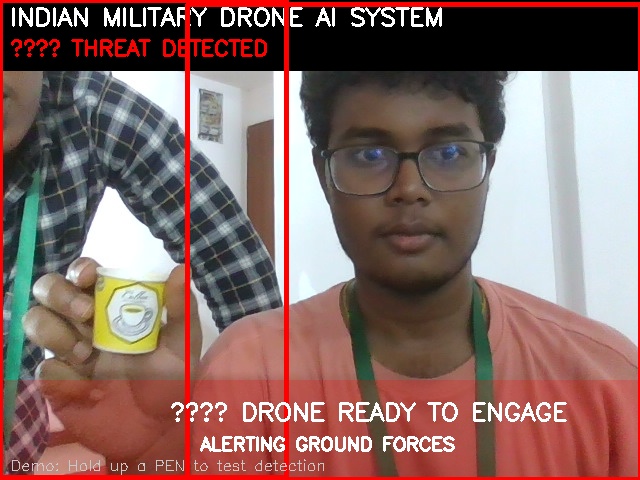 INDIAN MILITARY DRONE AI SYSTEM
???? THREAT DETECTED
Coffee
???? DRONE READY TO ENGAGE
ALERTING GROUND FORCES
Demo: Hold up a PEN to test detection